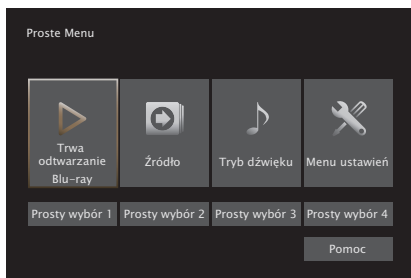 Proste Menu
Trwa
odtwarzanie
Blu-ray
Źródło
Tryb dźwięku
Menu ustawień
Prosty wybór 1
Prosty wybór 2
Prosty wybór 3
Prosty wybór 4
Pomoc